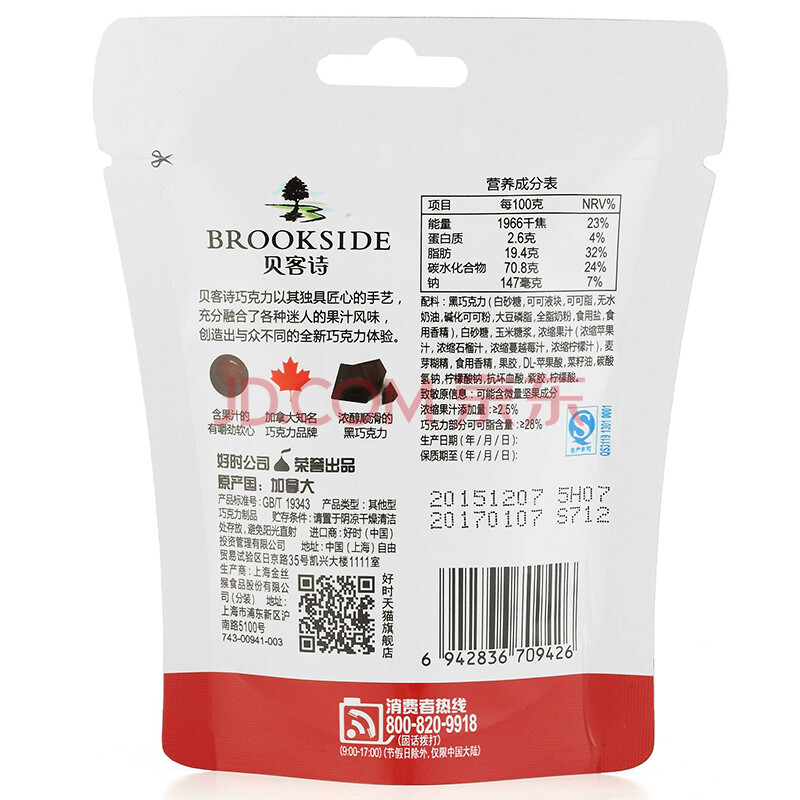 BROOKSIDE
贝客诗
贝客诗巧克力以其独具匠心的手艺，
充分融合了各种迷人的果汁风味，
创造出与众不同的全新巧克力体验。
含果汁的
有嚼劲软心
加拿大知名
巧克力品牌
浓醇顺滑的
黑巧克力
JD.COM 京东
好时公司 荣誉出品
原产国：加拿大
产品标准号：GB/T 19343 产品类型：其他型
巧克力制品 贮存条件：请置于阴凉干燥清洁
处存放，避免阳光直射 进口商：好时（中国）
投资管理有限公司 地址：中国（上海）自由
贸易试验区日京路35号凯兴大楼1111室
生产商：上海金丝
猴食品股份有限公司
（分装） 地址：
上海市浦东新区沪
南路5100号
743-00941-003
好时天猫旗舰店
营养成分表
项目 每100克 NRV%
能量 1966千焦 23%
蛋白质 2.6克 4%
脂肪 19.4克 32%
碳水化合物 70.8克 24%
钠 147毫克 7%
配料：黑巧克力（白砂糖，可可液块，可可脂，无水
奶油，碱化可可粉，大豆磷脂，全脂奶粉，食用盐，食
用香精），白砂糖，玉米糖浆，浓缩果汁（浓缩苹果
汁，浓缩石榴汁，浓缩蔓越莓汁，浓缩柠檬汁），麦
芽糊精，食用香精，果胶，DL-苹果酸，菜籽油，碳酸
氢钠，柠檬酸钠，抗坏血酸，紫胶，柠檬酸。
致敏原信息：可能含微量坚果成分
浓缩果汁添加量：≥2.5%
巧克力部分可可脂含量：≥28%
生产日期（年/月/日）：
保质期至（年/月/日）：
QS
生产许可
QS3119 1301 0001
20151207 5H07
20170107 S712
6 942836 709426
消费者热线
800-820-9918
（固话拨打）
(9:00-17:00) (节假日除外，仅限中国大陆)